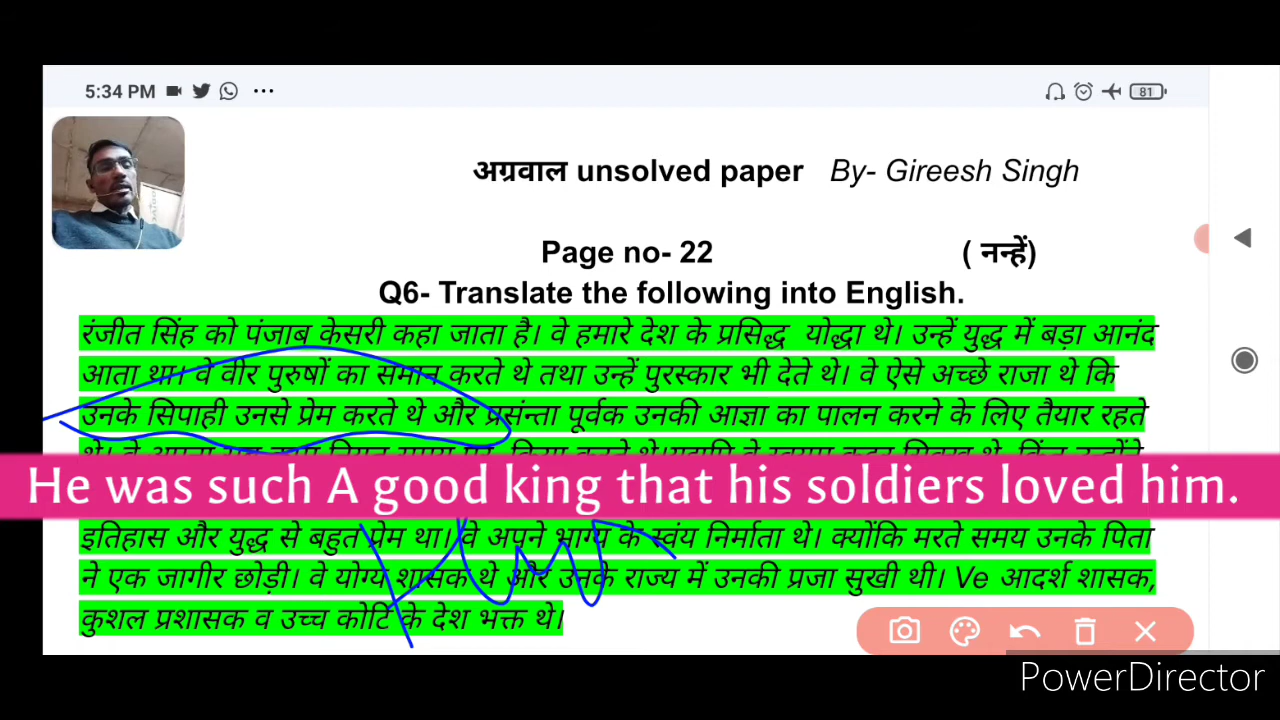 5:34 PM
81
अग्रवाल unsolved paper By- Gireesh Singh
Page no- 22 ( नन्हें)
Q6- Translate the following into English.
रंजीत सिंह को पंजाब केसरी कहा जाता है। वे हमारे देश के प्रसिद्ध योद्धा थे। उन्हें युद्ध में बड़ा आनंद
आता था। वे वीर पुरुषों का समान करते थे तथा उन्हें पुरस्कार भी देते थे। वे ऐसे अच्छे राजा थे कि
उनके सिपाही उनसे प्रेम करते थे और प्रसंन्ता पूर्वक उनकी आज्ञा का पालन करने के लिए तैयार रहते
He was such A good king that his soldiers loved him.
इतिहास और युद्ध से बहुत प्रेम था। वे अपने भाग्य के स्वंय निर्माता थे। क्योंकि मरते समय उनके पिता
ने एक जागीर छोड़ी। वे योग्य शासक थे और उनके राज्य में उनकी प्रजा सुखी थी। Ve आदर्श शासक,
कुशल प्रशासक व उच्च कोटि के देश भक्त थे।
PowerDirector